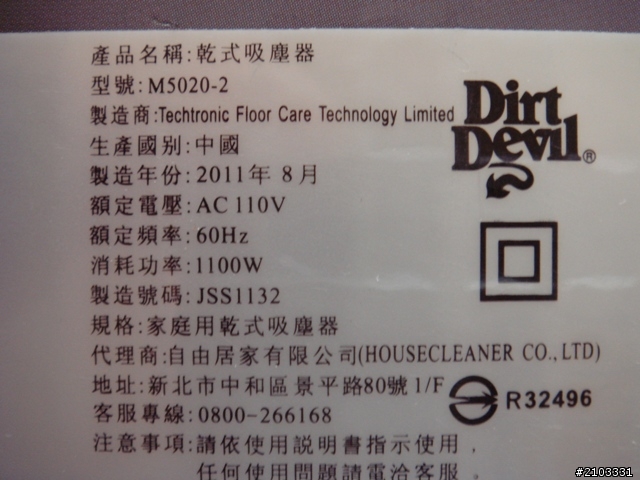 產品名稱:乾式吸塵器
型號:M5020-2
製造商:Techtronic Floor Care Technology Limited
Dirt
Devil®
生產國別:中國
製造年份:2011年 8月
額定電壓:AC 110V
額定頻率:60Hz
消耗功率:1100W
製造號碼:JSS1132
規格:家庭用乾式吸塵器
代理商:自由居家有限公司(HOUSECLEANER CO.,LTD)
地址:新北市中和區景平路80號1/F
R32496
客服專線:0800-266168
注意事項:請依使用說明書指示使用，
任何使用問題請電洽客服。
#2103331